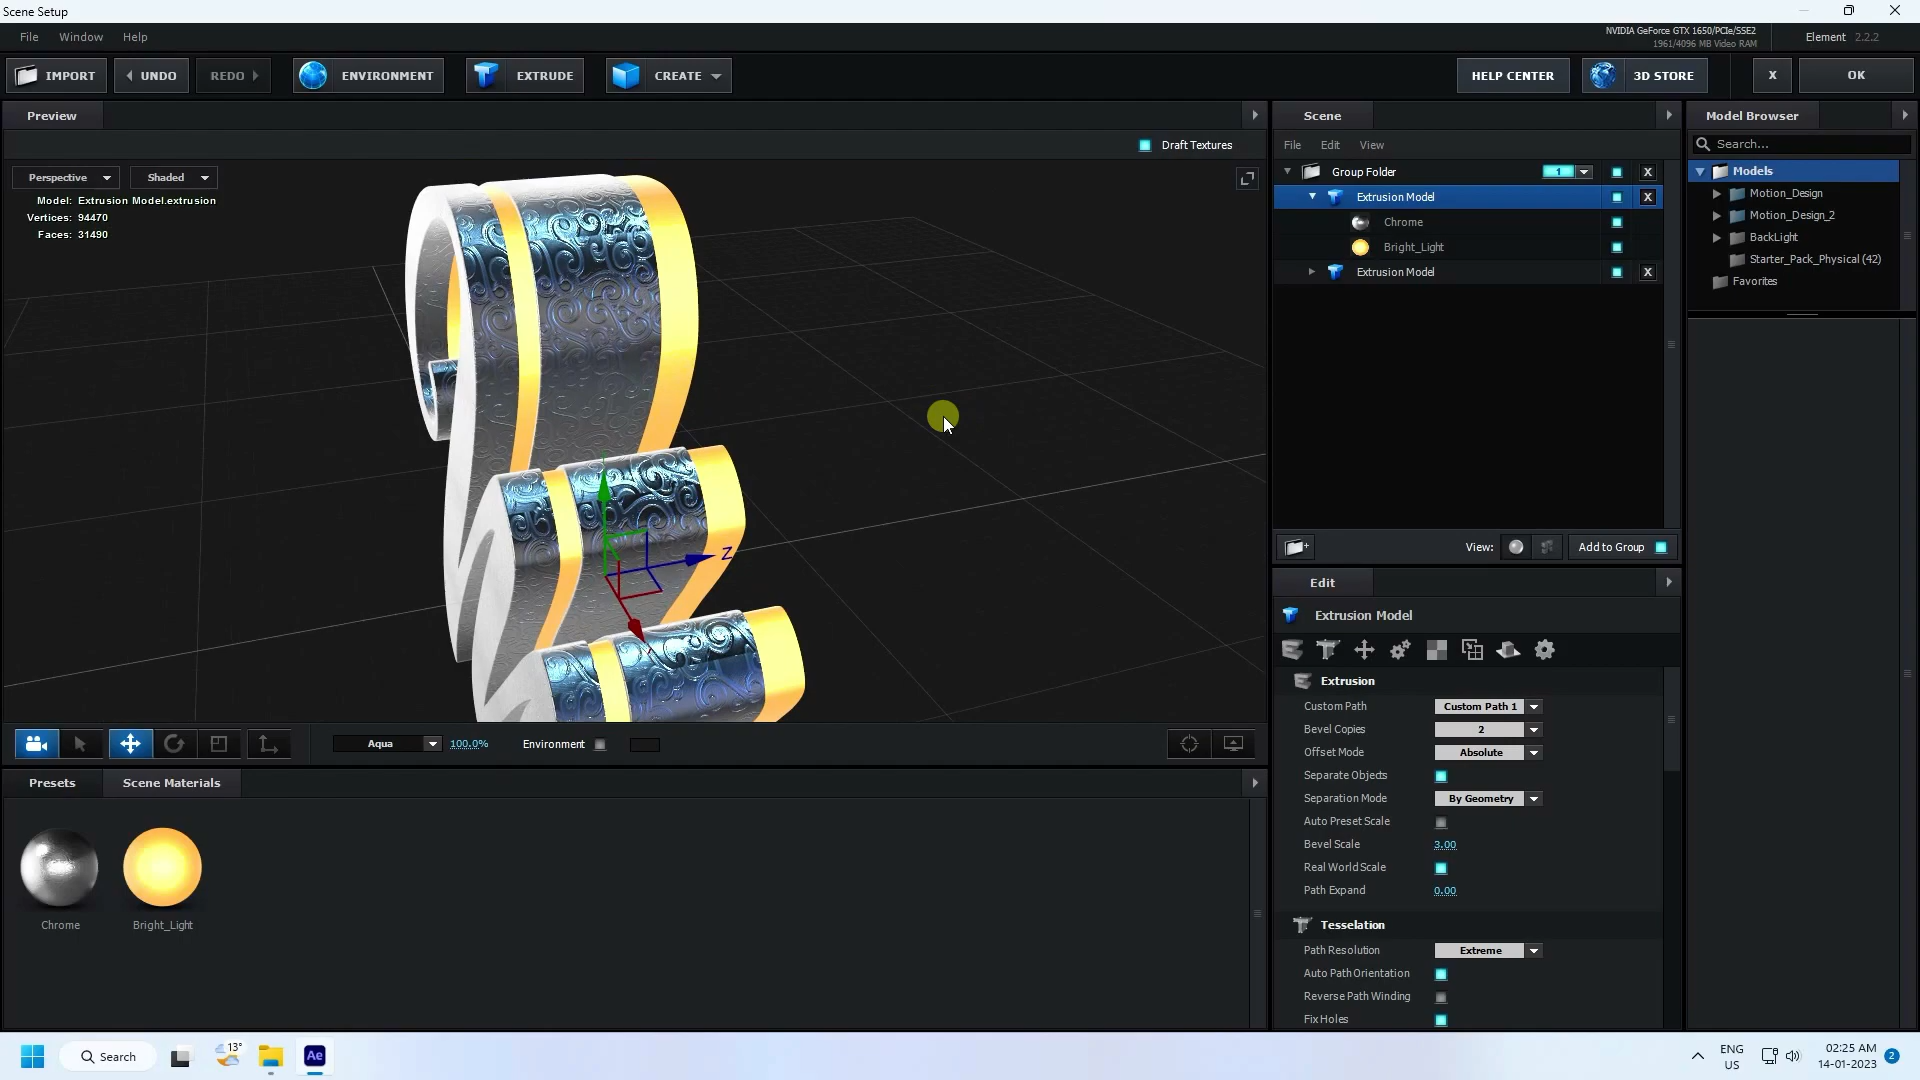 Scene Setup
File Window Help
NVIDIA GeForce GTX 1650/PCIe/SSE2
1961/4096 MB Video RAM
Element 2.2.2
IMPORT UNDO REDO ENVIRONMENT EXTRUDE CREATE HELP CENTER 3D STORE X OK
Preview
Draft Textures
Perspective Shaded
Model: Extrusion Model.extrusion
Vertices: 94470
Faces: 31490
Z
Aqua 100.0% Environment
Presets Scene Materials
Chrome Bright_Light
Scene
File Edit View
Group Folder 1 X
Extrusion Model X
Chrome
Bright_Light
Extrusion Model X
View: Add to Group
Edit
Extrusion Model
Extrusion
Custom Path Custom Path 1
Bevel Copies 2
Offset Mode Absolute
Separate Objects
Separation Mode By Geometry
Auto Preset Scale
Bevel Scale 3.00
Real World Scale
Path Expand 0.00
Tesselation
Path Resolution Extreme
Auto Path Orientation
Reverse Path Winding
Fix Holes
Model Browser
Search...
Models
Motion_Design
Motion_Design_2
BackLight
Starter_Pack_Physical (42)
Favorites
Search
13°
Ae
ENG
US
02:25 AM
14-01-2023
2